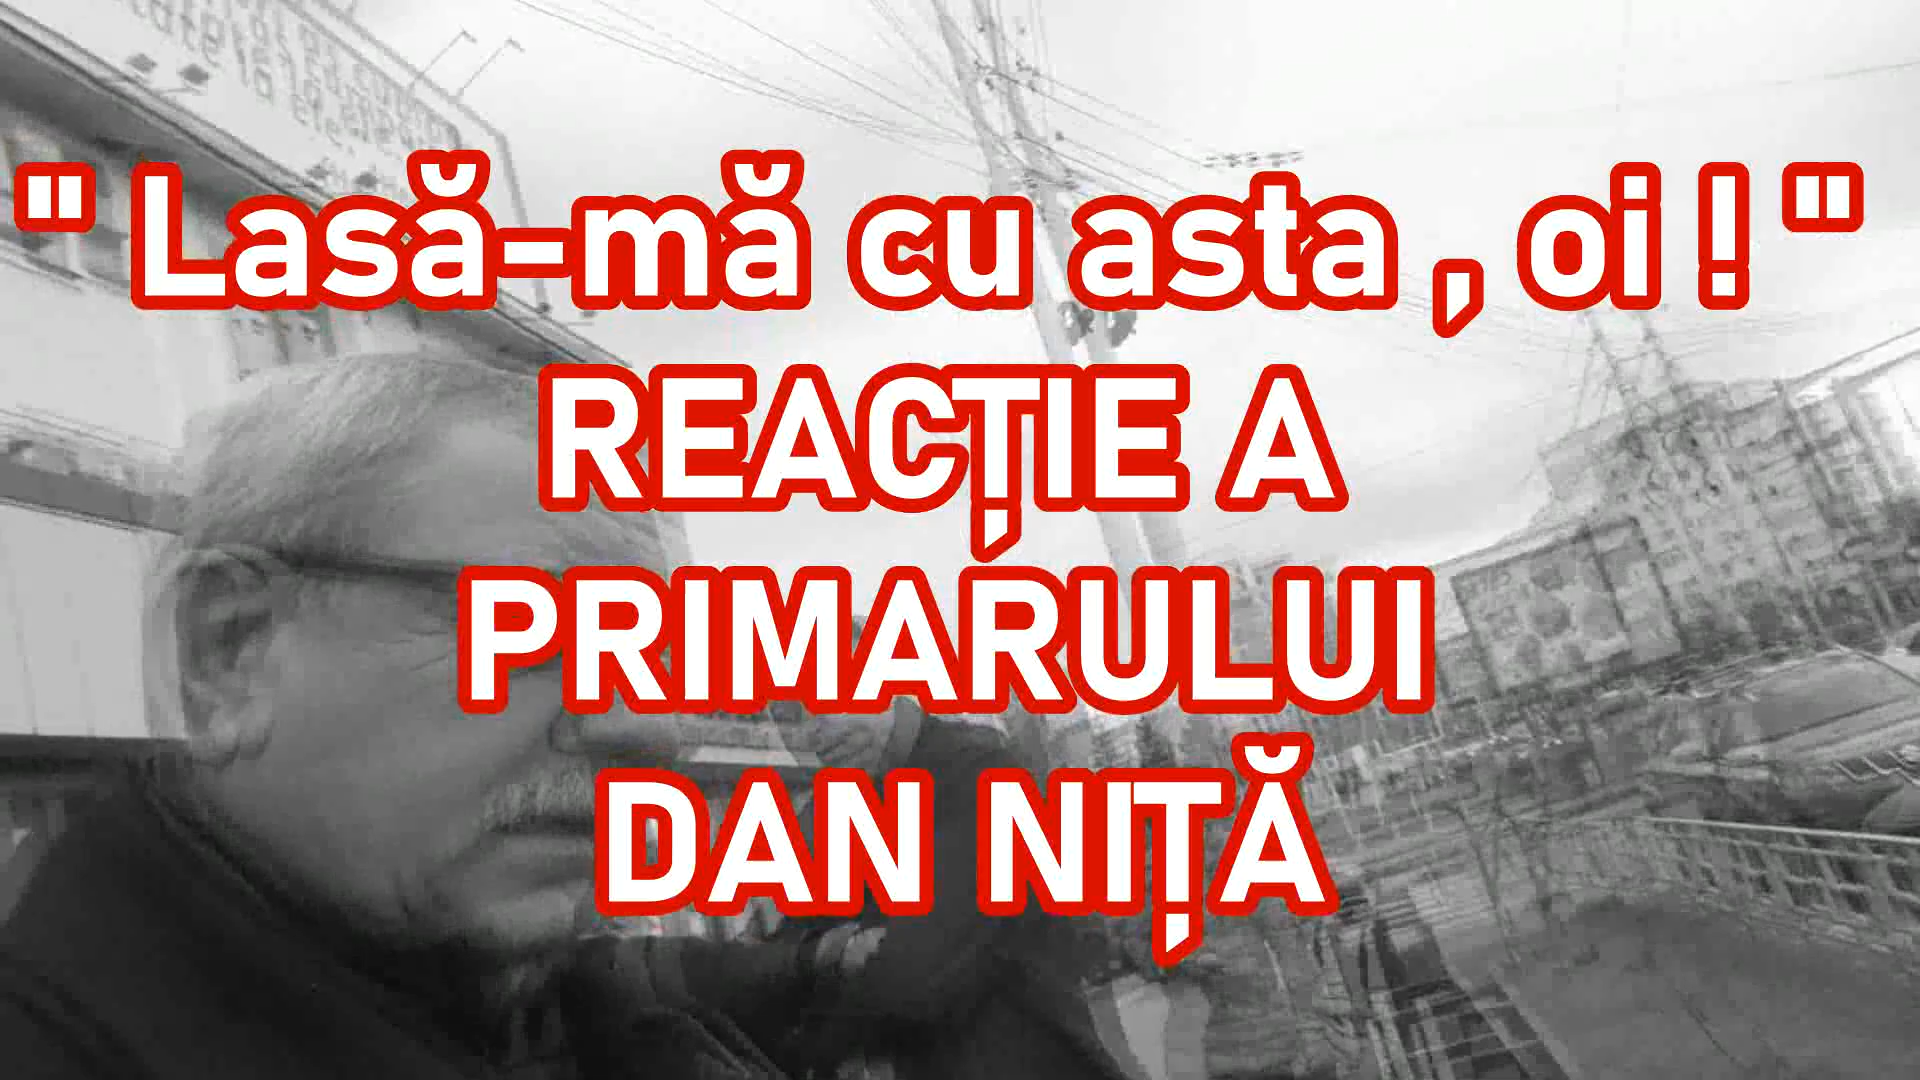 " Lasă-mă cu asta , oi ! "
REACȚIE A
PRIMARULUI
DAN NIȚĂ